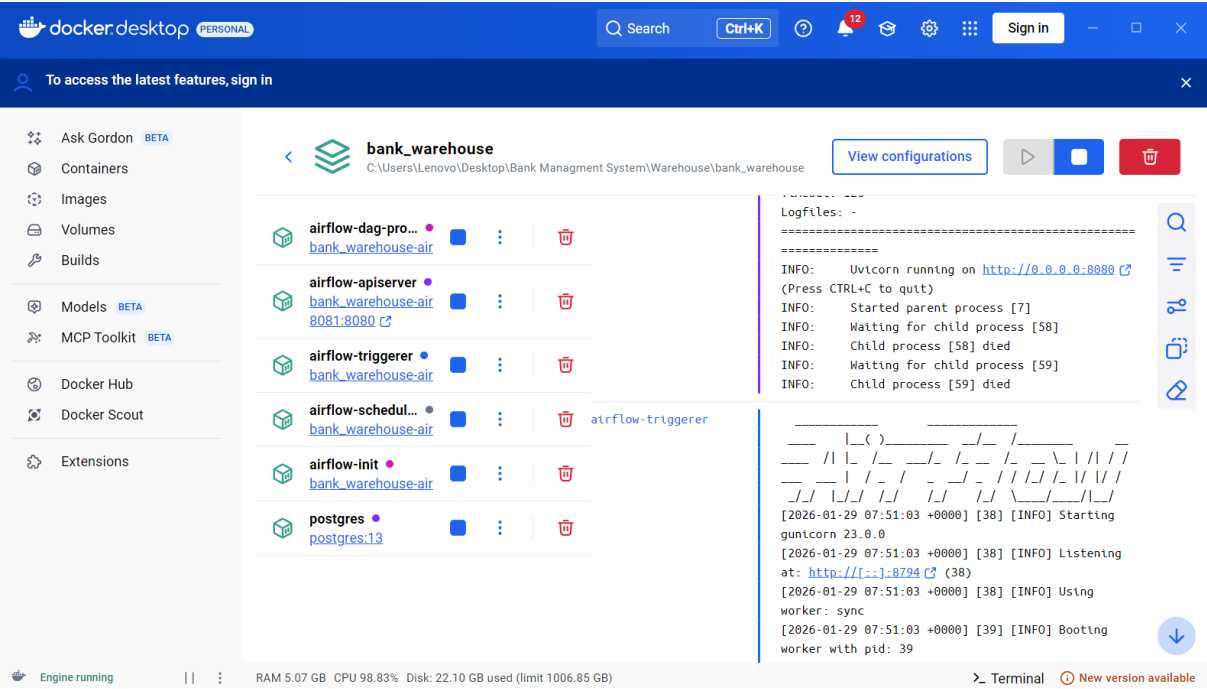 docker.desktop PERSONAL
Search Ctrl+K
12
Sign in
To access the latest features, sign in
Ask Gordon BETA
Containers
Images
Volumes
Builds
Models BETA
MCP Toolkit BETA
Docker Hub
Docker Scout
Extensions
bank_warehouse
C:\Users\Lenovo\Desktop\Bank Managment System\Warehouse\bank_warehouse
View configurations
airflow-dag-pro...
bank_warehouse-air
airflow-apiserver
bank_warehouse-air
8081:8080
airflow-triggerer
bank_warehouse-air
airflow-schedul...
bank_warehouse-air
airflow-init
bank_warehouse-air
postgres
postgres:13
Logfiles: -
===================================================
==============
INFO: Uvicorn running on http://0.0.0.0:8080
(Press CTRL+C to quit)
INFO: Started parent process [7]
INFO: Waiting for child process [58]
INFO: Child process [58] died
INFO: Waiting for child process [59]
INFO: Child process [59] died
airflow-triggerer
[2026-01-29 07:51:03 +0000] [38] [INFO] Starting
gunicorn 23.0.0
[2026-01-29 07:51:03 +0000] [38] [INFO] Listening
at: http://[::]:8794 (38)
[2026-01-29 07:51:03 +0000] [38] [INFO] Using
worker: sync
[2026-01-29 07:51:03 +0000] [39] [INFO] Booting
worker with pid: 39
Engine running
RAM 5.07 GB CPU 98.83% Disk: 22.10 GB used (limit 1006.85 GB)
>_ Terminal
New version available